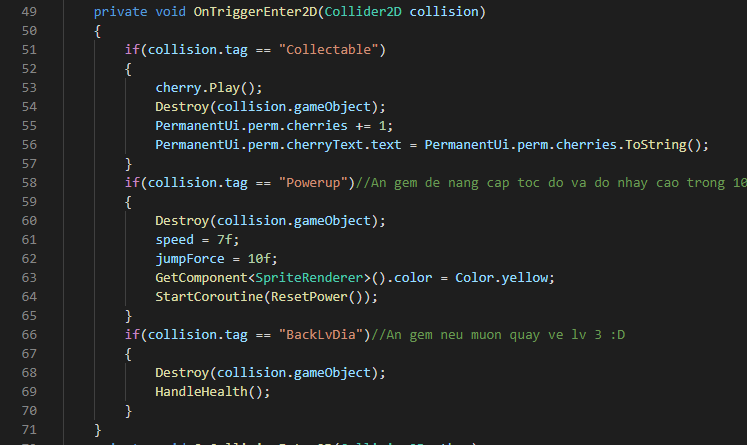 49 private void OnTriggerEnter2D(Collider2D collision)
50 {
51 if(collision.tag == "Collectable")
52 {
53 cherry.Play();
54 Destroy(collision.gameObject);
55 PermanentUi.perm.cherries += 1;
56 PermanentUi.perm.cherryText.text = PermanentUi.perm.cherries.ToString();
57 }
58 if(collision.tag == "Powerup")//An gem de nang cap toc do va do nhay cao trong 10
59 {
60 Destroy(collision.gameObject);
61 speed = 7f;
62 jumpForce = 10f;
63 GetComponent<SpriteRenderer>().color = Color.yellow;
64 StartCoroutine(ResetPower());
65 }
66 if(collision.tag == "BackLvDia")//An gem neu muon quay ve lv 3 :D
67 {
68 Destroy(collision.gameObject);
69 HandleHealth();
70 }
71 }